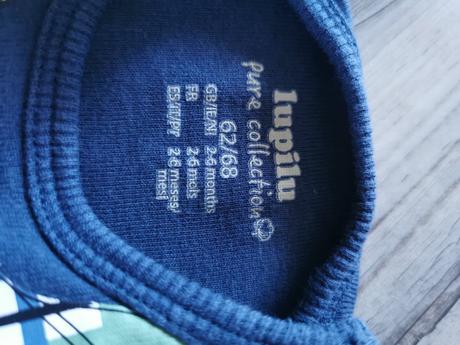 lupilu
pure collection
62/68
GB/IE/NI 2-6 months
FR 2-6 mois
ES/IT/PT 2-6 meses/
mesi